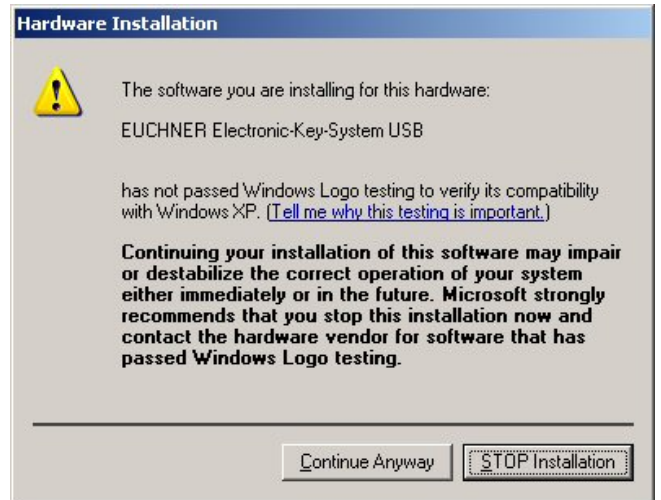 Hardware Installation
The software you are installing for this hardware:
EUCHNER Electronic-Key-System USB
has not passed Windows Logo testing to verify its compatibility
with Windows XP. (Tell me why this testing is important.)
Continuing your installation of this software may impair
or destabilize the correct operation of your system
either immediately or in the future. Microsoft strongly
recommends that you stop this installation now and
contact the hardware vendor for software that has
passed Windows Logo testing.
Continue Anyway
STOP Installation